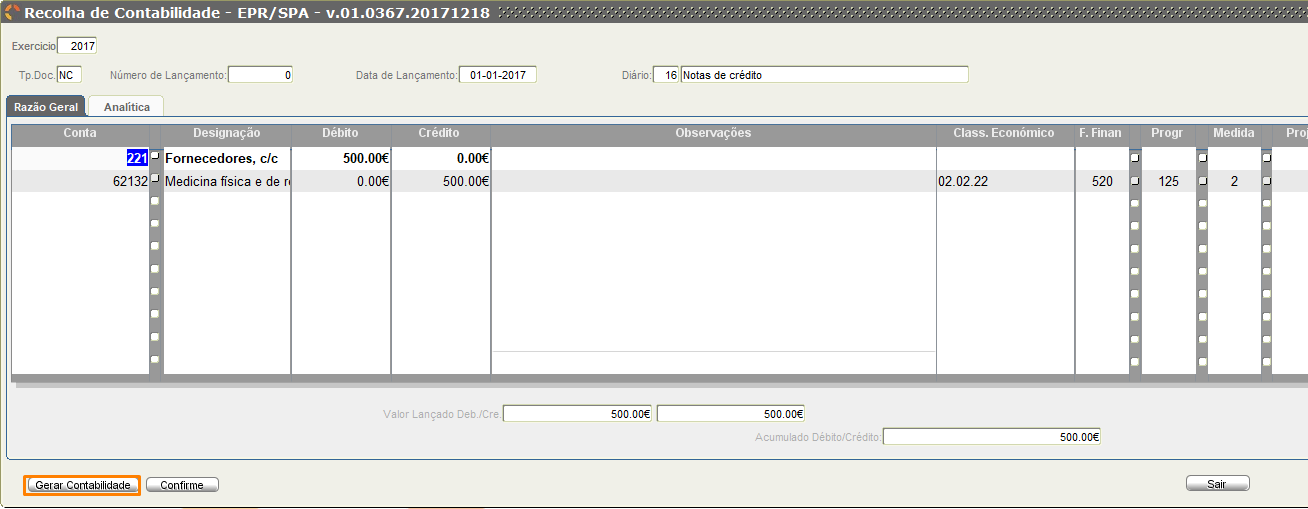 Recolha de Contabilidade - EPR/SPA - v.01.0367.20171218
Exercicio 2017
Tp.Doc. NC Número de Lançamento: 0 Data de Lançamento: 01-01-2017 Diário: 16 Notas de crédito
Razão Geral Analítica
Conta Designação Débito Crédito Observações Class. Económico F. Finan Progr Medida Proj
221 Fornecedores, c/c 500.00€ 0.00€
62132 Medicina física e de re 0.00€ 500.00€ 02.02.22 520 125 2
Valor Lançado Deb./Cre. 500.00€ 500.00€
Acumulado Débito/Crédito: 500.00€
Gerar Contabilidade Confirme Sair